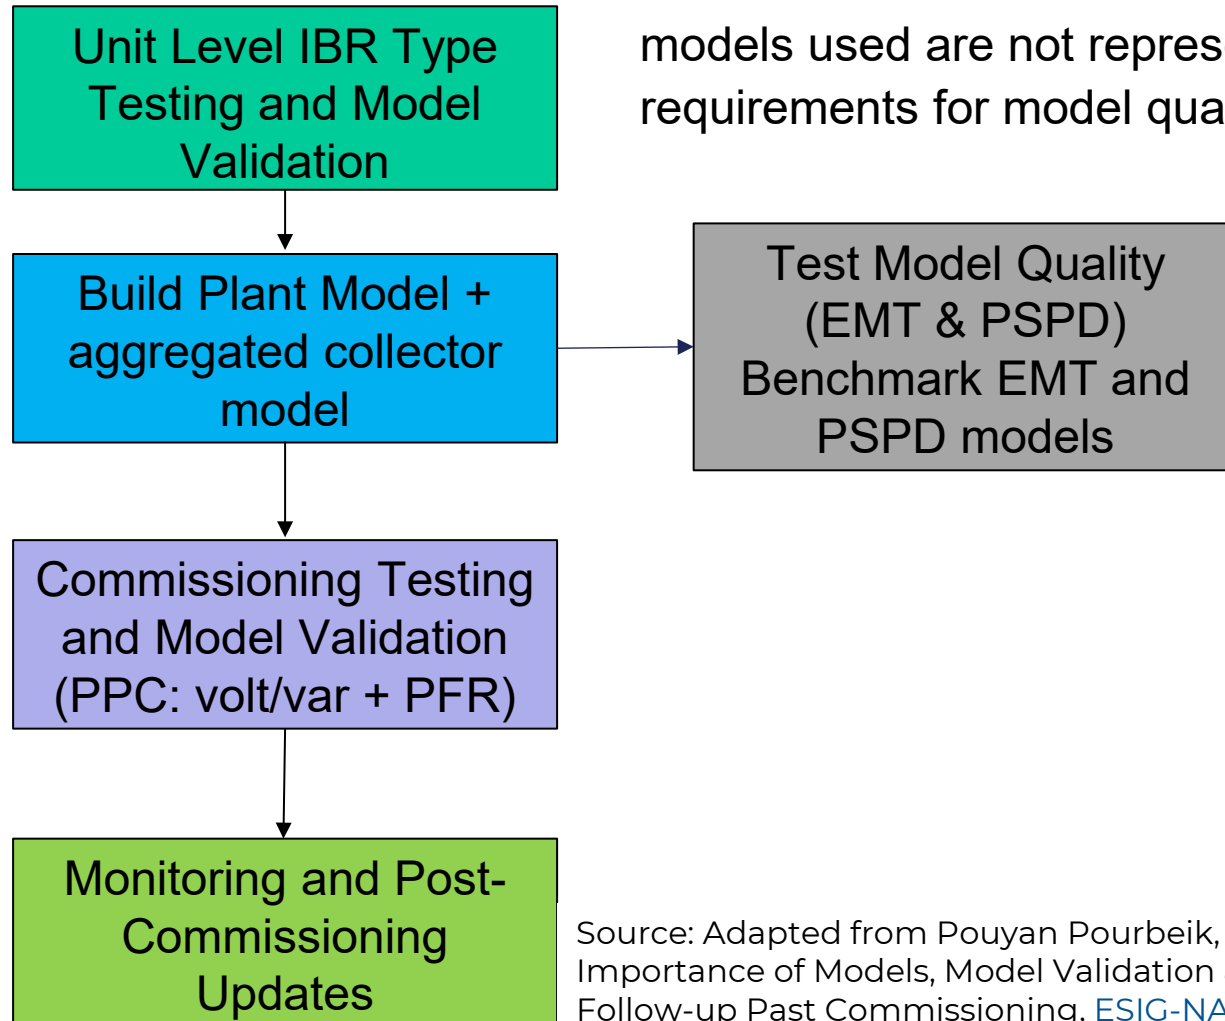 Unit Level IBR Type
Testing and Model
Validation
models used are not
requirements for model
Build Plant Model +
aggregated collector
model
Test Model Quality
(EMT & PSPD)
Benchmark EMT and
PSPD models
Commissioning Testing
and Model Validation
(PPC: volt/var + PFR)
Monitoring and Post-
Commissioning
Updates
Source: Adapted from Pouyan Pourbeik,
Importance of Models, Model Validation
Follow-up Past Commissioning, ESIG-NA